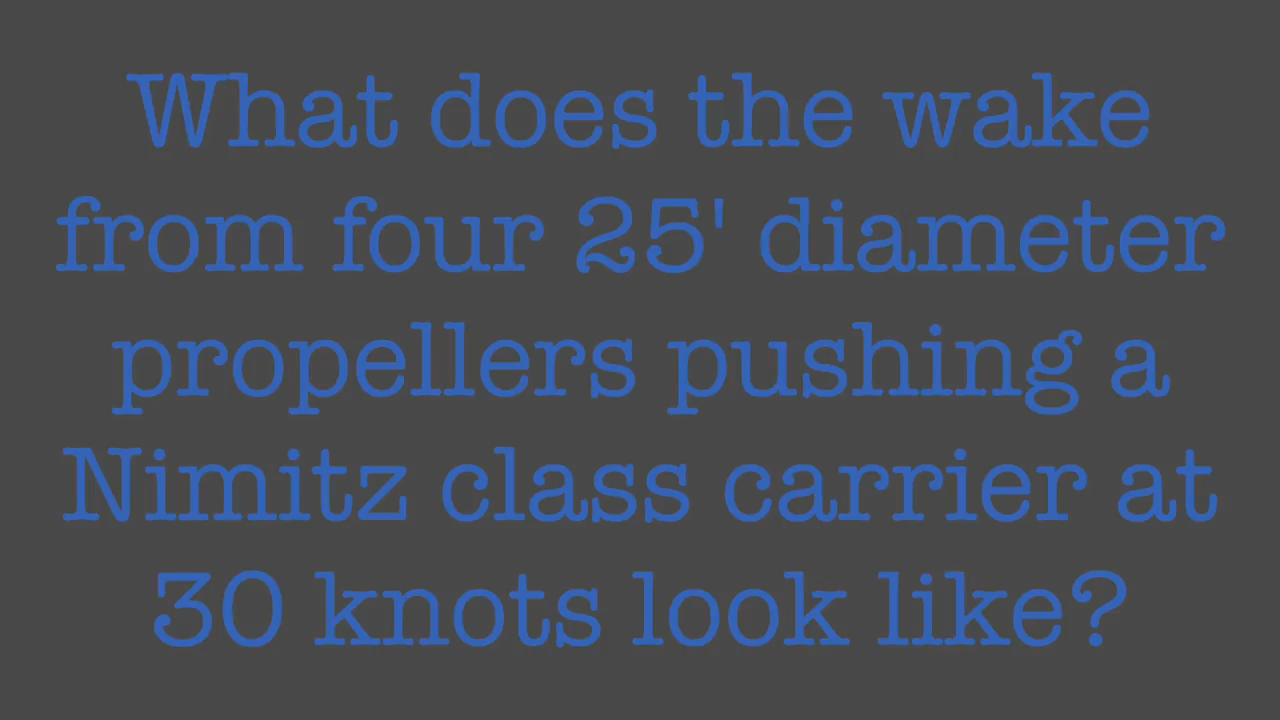 What does the wake
from four 25' diameter
propellers pushing a
Nimitz class carrier at
30 knots look like?